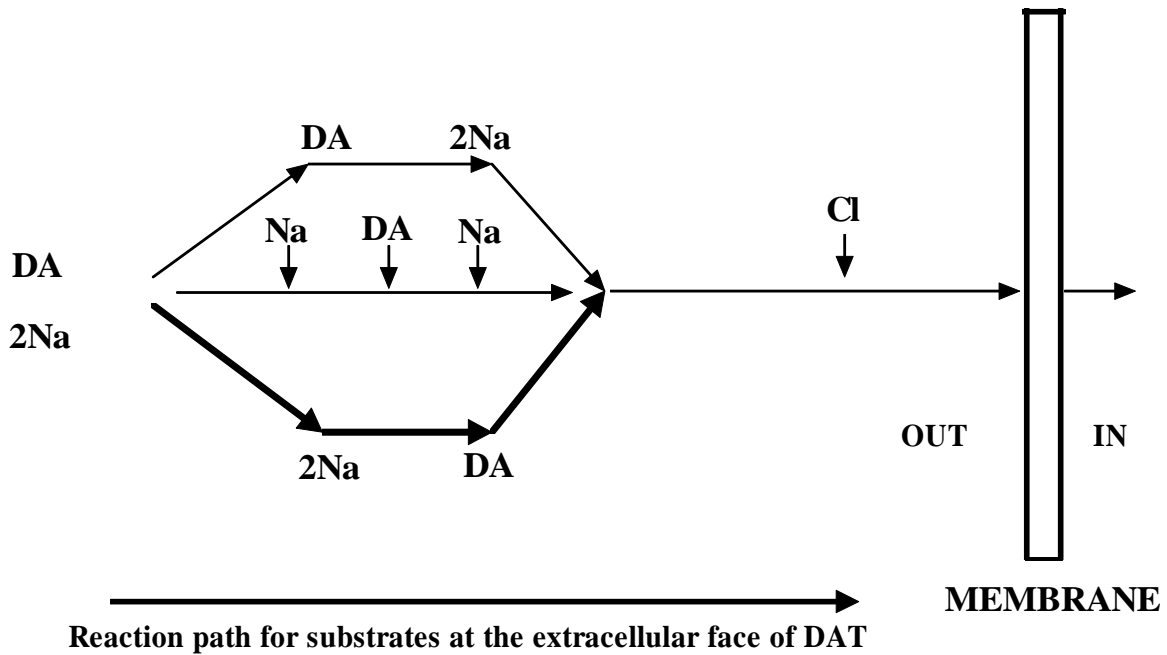 DA 2Na
Cl
Na DA Na
DA
2Na
2Na DA
OUT IN
MEMBRANE
Reaction path for substrates at the extracellular face of DAT